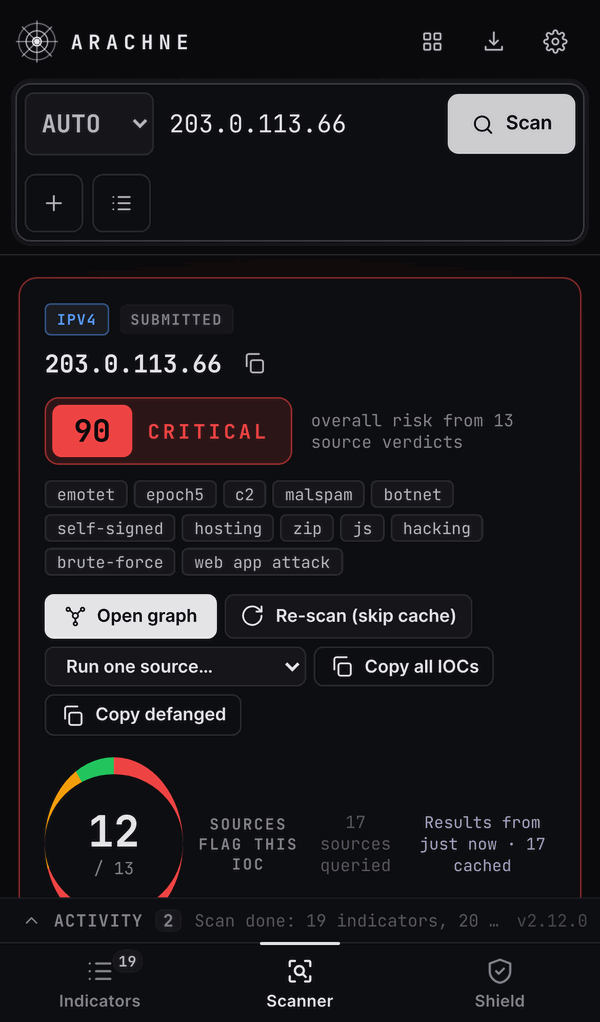 ARACHNE
AUTO 203.0.113.66 Scan
IPV4 SUBMITTED
203.0.113.66
90 CRITICAL
overall risk from 13
source verdicts
emotet epoch5 c2 malspam botnet
self-signed hosting zip js hacking
brute-force web app attack
Open graph Re-scan (skip cache)
Run one source... Copy all IOCs
Copy defanged
12
/ 13
SOURCES
FLAG THIS
IOC
17
sources
queried
Results from
just now · 17
cached
ACTIVITY 2 Scan done: 19 indicators, 20 … v2.12.0
19
Indicators Scanner Shield